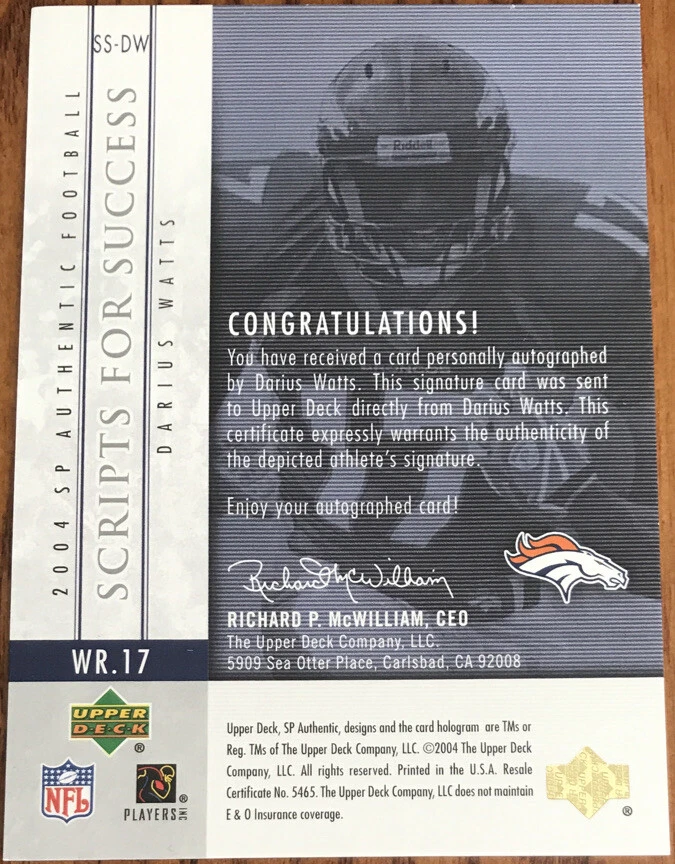 SS-DW
2004 SP AUTHENTIC FOOTBALL
SCRIPTS FOR SUCCESS
DARIUS WATTS
WR.17
Riddell
CONGRATULATIONS!
You have received a card personally autographed
by Darius Watts. This signature card was sent
to Upper Deck directly from Darius Watts. This
certificate expressly warrants the authenticity of
the depicted athlete's signature.
Enjoy your autographed card!
Richard McWilliam
RICHARD P. McWILLIAM, CEO
The Upper Deck Company, LLC.
5909 Sea Otter Place, Carlsbad, CA 92008
UPPER
DECK
®
NFL
PLAYERS INC
®
Upper Deck, SP Authentic, designs and the card hologram are TMs or
Reg. TMs of The Upper Deck Company, LLC. ©2004 The Upper Deck
Company, LLC. All rights reserved. Printed in the U.S.A. Resale
Certificate No. 5465. The Upper Deck Company, LLC does not maintain
E & O Insurance coverage.
®